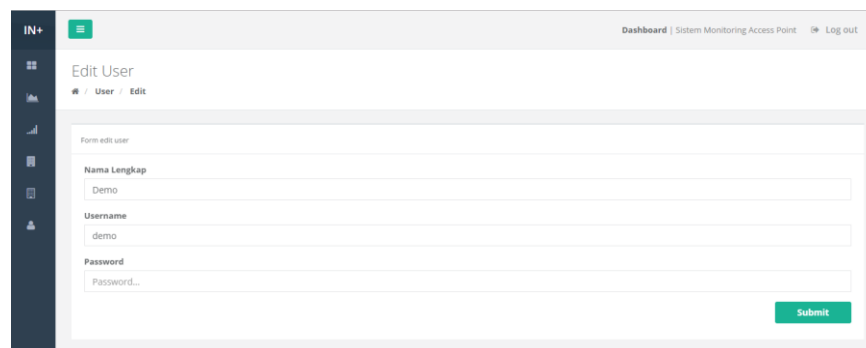 IN+
Dashboard | Sistem Monitoring Access Point Log out
Edit User
/ User / Edit
Form edit user
Nama Lengkap
Demo
Username
demo
Password
Password...
Submit